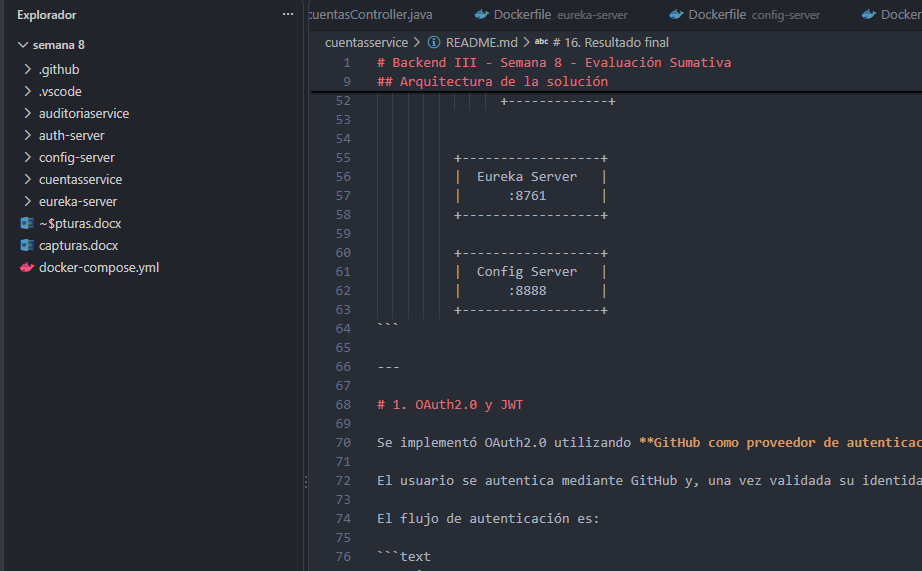 Explorador ···
semana 8
.github
.vscode
auditoriaservice
auth-server
config-server
cuentasservice
eureka-server
~$pturas.docx
capturas.docx
docker-compose.yml
cuentasController.java Dockerfile eureka-server Dockerfile config-server Docker
cuentasservice > README.md > abc # 16. Resultado final
1 # Backend III - Semana 8 - Evaluación Sumativa
9 ## Arquitectura de la solución
52 +-------------+
53
54
55 +------------------+
56 | Eureka Server |
57 | :8761 |
58 +------------------+
59
60 +------------------+
61 | Config Server |
62 | :8888 |
63 +------------------+
64 ```
65
66 ---
67
68 # 1. OAuth2.0 y JWT
69
70 Se implementó OAuth2.0 utilizando **GitHub como proveedor de autenticac
71
72 El usuario se autentica mediante GitHub y, una vez validada su identida
73
74 El flujo de autenticación es:
75
76 ```text